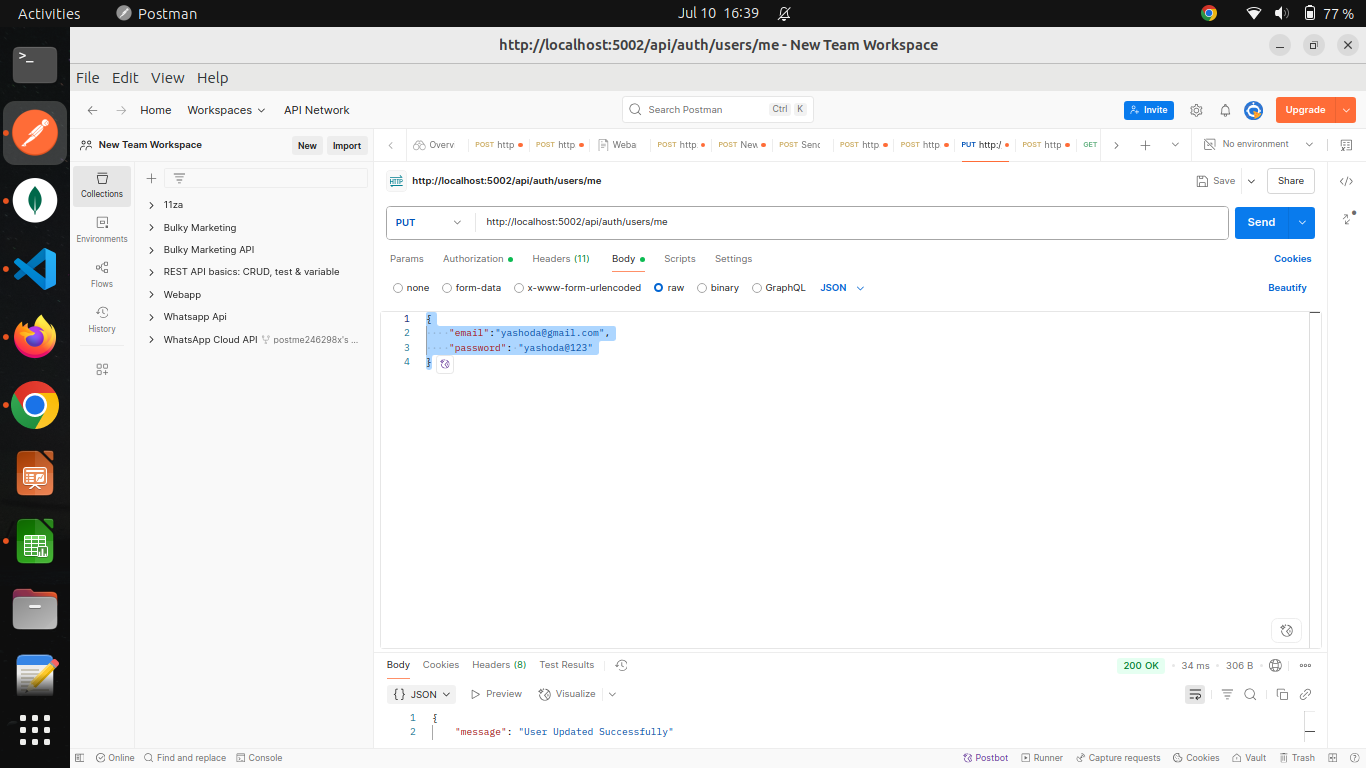 Activities Postman Jul 10 16:39 77 %
http://localhost:5002/api/auth/users/me - New Team Workspace
File Edit View Help
Home Workspaces API Network Search Postman Ctrl K Invite Upgrade
New Team Workspace New Import Overv POST http POST http Weba POST http POST New POST Senc POST http POST http PUT http:/ POST http GET No environment
Collections
Environments
Flows
History
11za
Bulky Marketing
Bulky Marketing API
REST API basics: CRUD, test & variable
Webapp
Whatsapp Api
WhatsApp Cloud API postme246298x's ...
HTTP http://localhost:5002/api/auth/users/me Save Share
PUT http://localhost:5002/api/auth/users/me Send
Params Authorization Headers (11) Body Scripts Settings Cookies
none form-data x-www-form-urlencoded raw binary GraphQL JSON Beautify
1 {
2 "email":"yashoda@gmail.com",
3 "password": "yashoda@123"
4 }
Body Cookies Headers (8) Test Results 200 OK 34 ms 306 B
{} JSON Preview Visualize
1 {
2 "message": "User Updated Successfully"
Online Find and replace Console Postbot Runner Capture requests Cookies Vault Trash